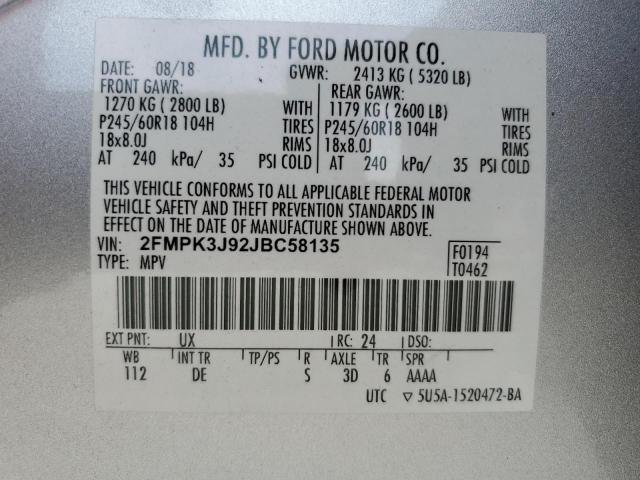 MFD. BY FORD MOTOR CO.
DATE: 08/18 GVWR: 2413 KG ( 5320 LB)
FRONT GAWR: REAR GAWR:
1270 KG ( 2800 LB) WITH 1179 KG ( 2600 LB) WITH
P245/60R18 104H TIRES P245/60R18 104H TIRES
18x8.0J RIMS 18x8.0J RIMS
AT 240 kPa/ 35 PSI COLD AT 240 kPa/ 35 PSI COLD
THIS VEHICLE CONFORMS TO ALL APPLICABLE FEDERAL MOTOR
VEHICLE SAFETY AND THEFT PREVENTION STANDARDS IN
EFFECT ON THE DATE OF MANUFACTURE SHOWN ABOVE.
VIN: 2FMPK3J92JBC58135 F0194
TYPE: MPV T0462
EXT PNT: UX RC: 24 DSO:
WB INT TR TP/PS R AXLE TR SPR
112 DE S 3D 6 AAAA
UTC ▽ 5U5A-1520472-BA